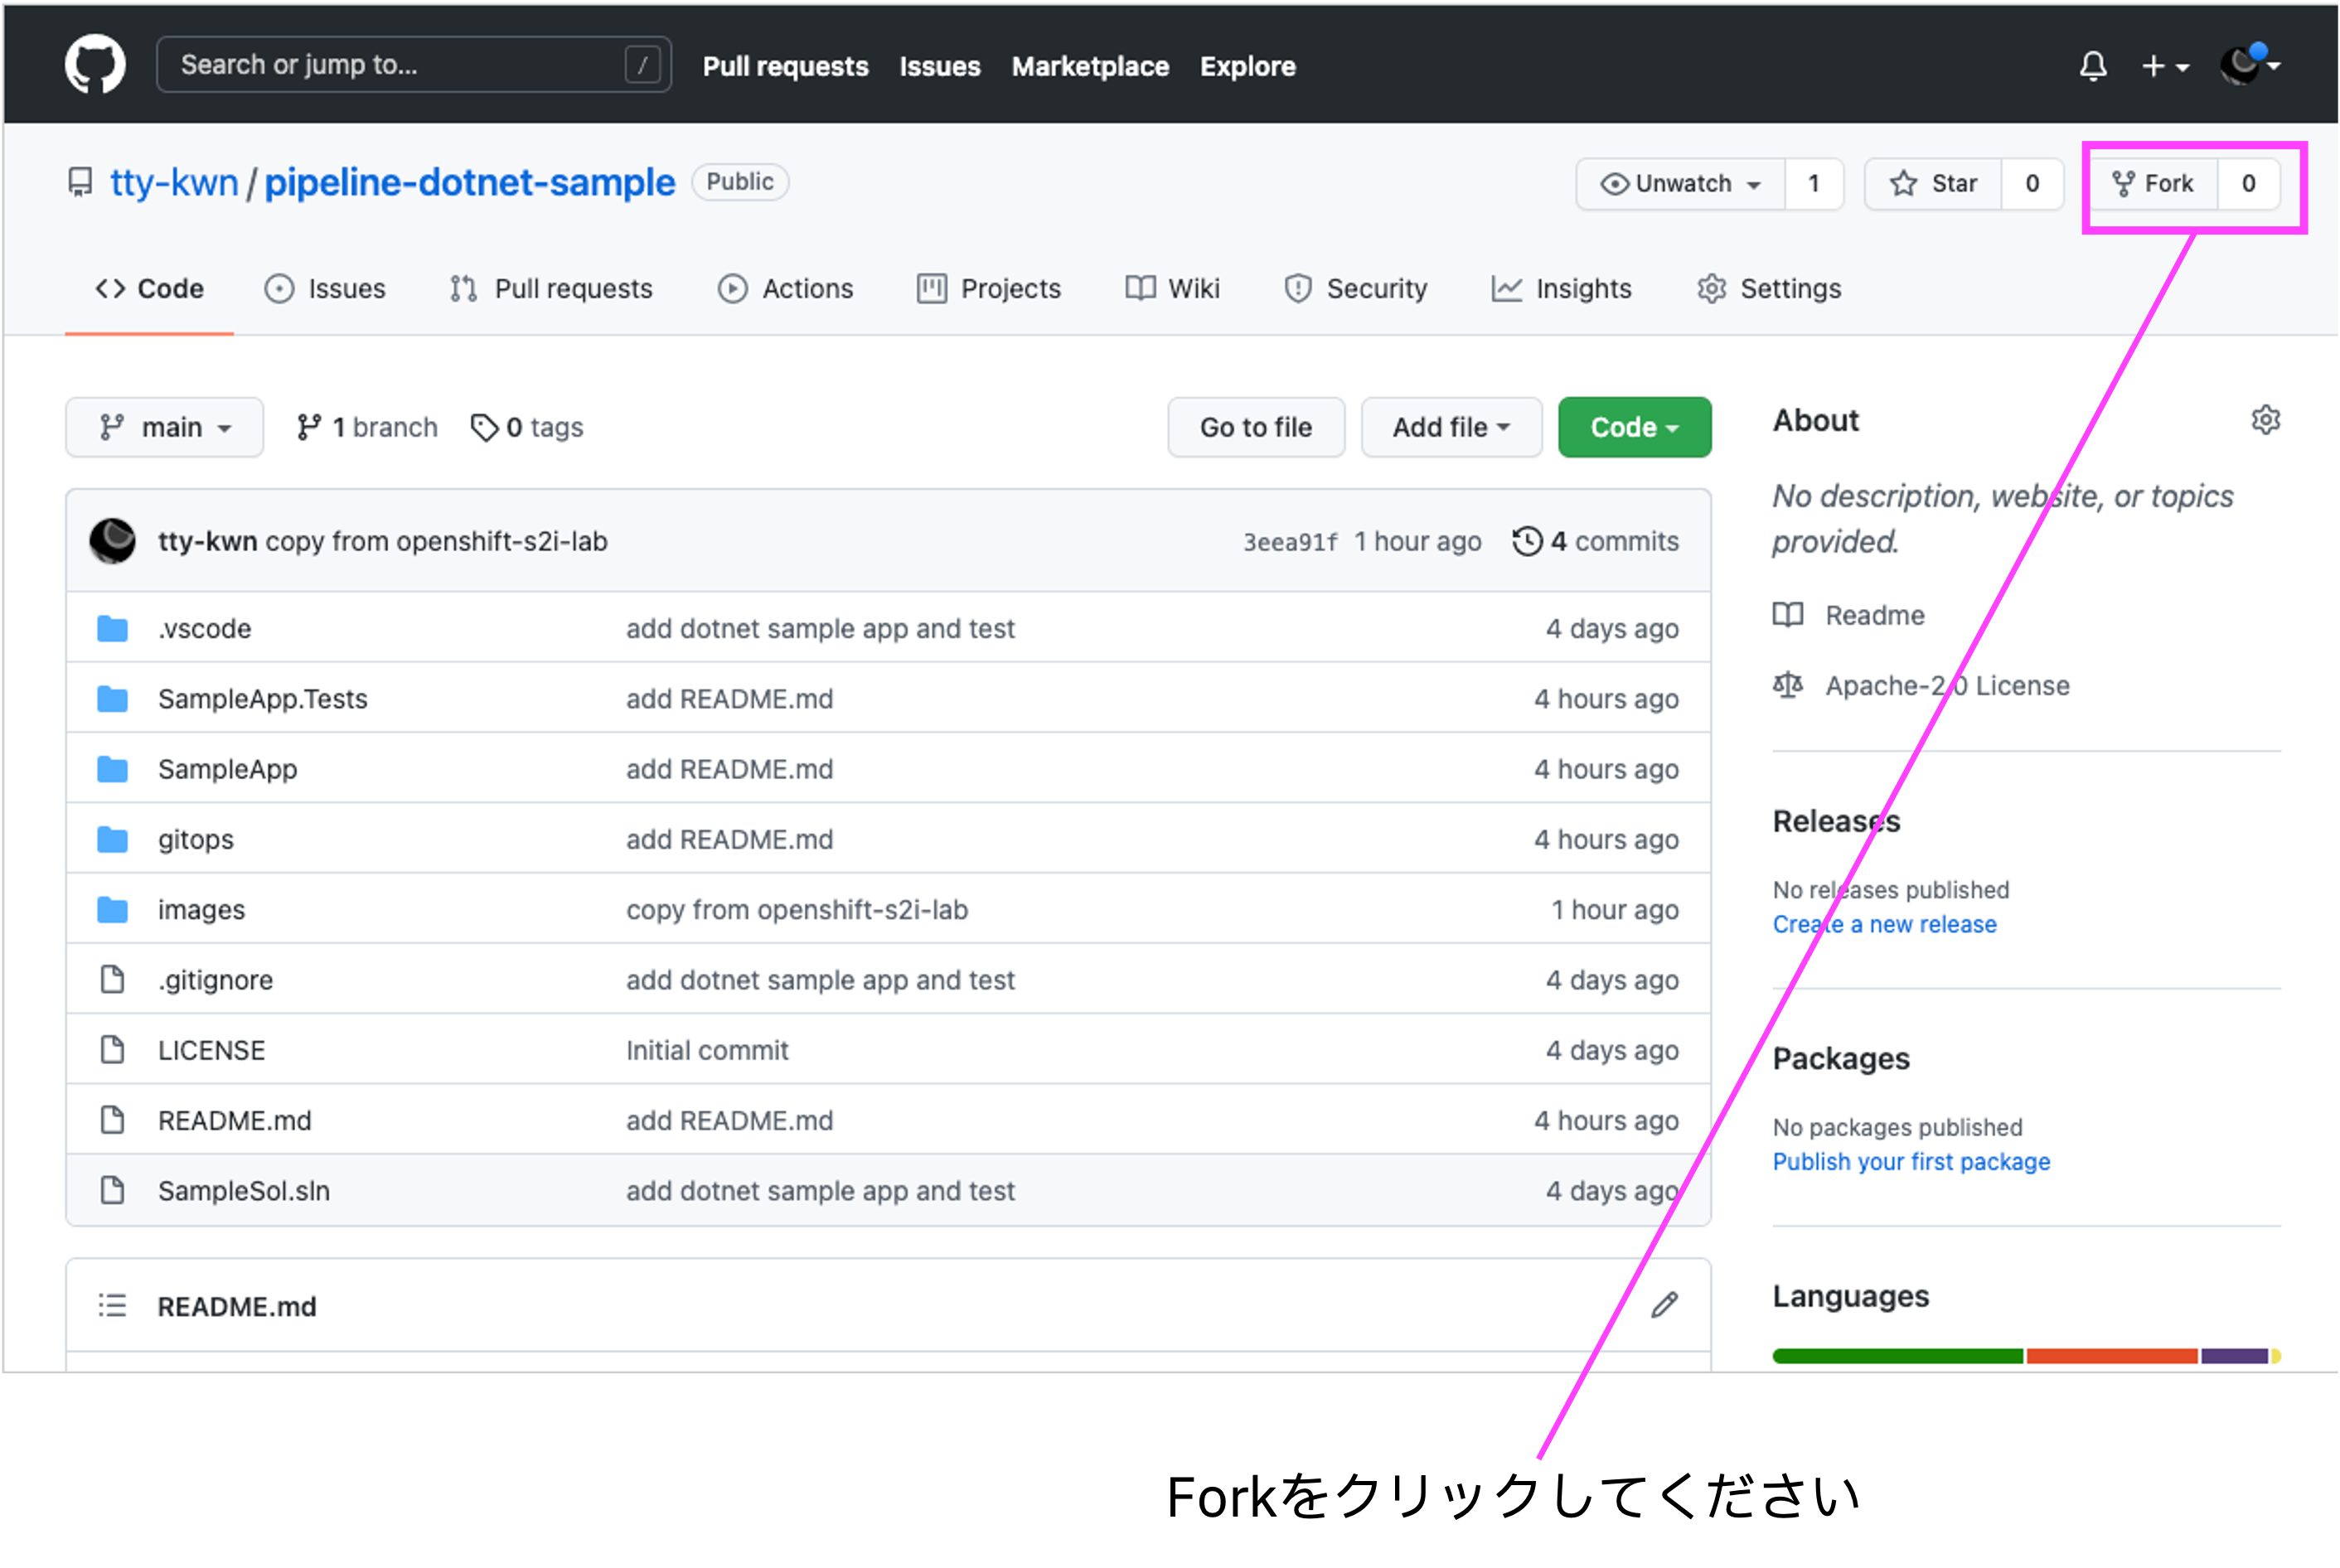 Search or jump to... /
Pull requests Issues Marketplace Explore
tty-kwn / pipeline-dotnet-sample Public
Unwatch 1 Star 0 Fork 0
Code Issues Pull requests Actions Projects Wiki Security Insights Settings
main 1 branch 0 tags Go to file Add file Code
tty-kwn copy from openshift-s2i-lab 3eea91f 1 hour ago 4 commits
.vscode add dotnet sample app and test 4 days ago
SampleApp.Tests add README.md 4 hours ago
SampleApp add README.md 4 hours ago
gitops add README.md 4 hours ago
images copy from openshift-s2i-lab 1 hour ago
.gitignore add dotnet sample app and test 4 days ago
LICENSE Initial commit 4 days ago
README.md add README.md 4 hours ago
SampleSol.sln add dotnet sample app and test 4 days ago
README.md
About
No description, website, or topics
provided.
Readme
Apache-2.0 License
Releases
No releases published
Create a new release
Packages
No packages published
Publish your first package
Languages
Forkをクリックしてください